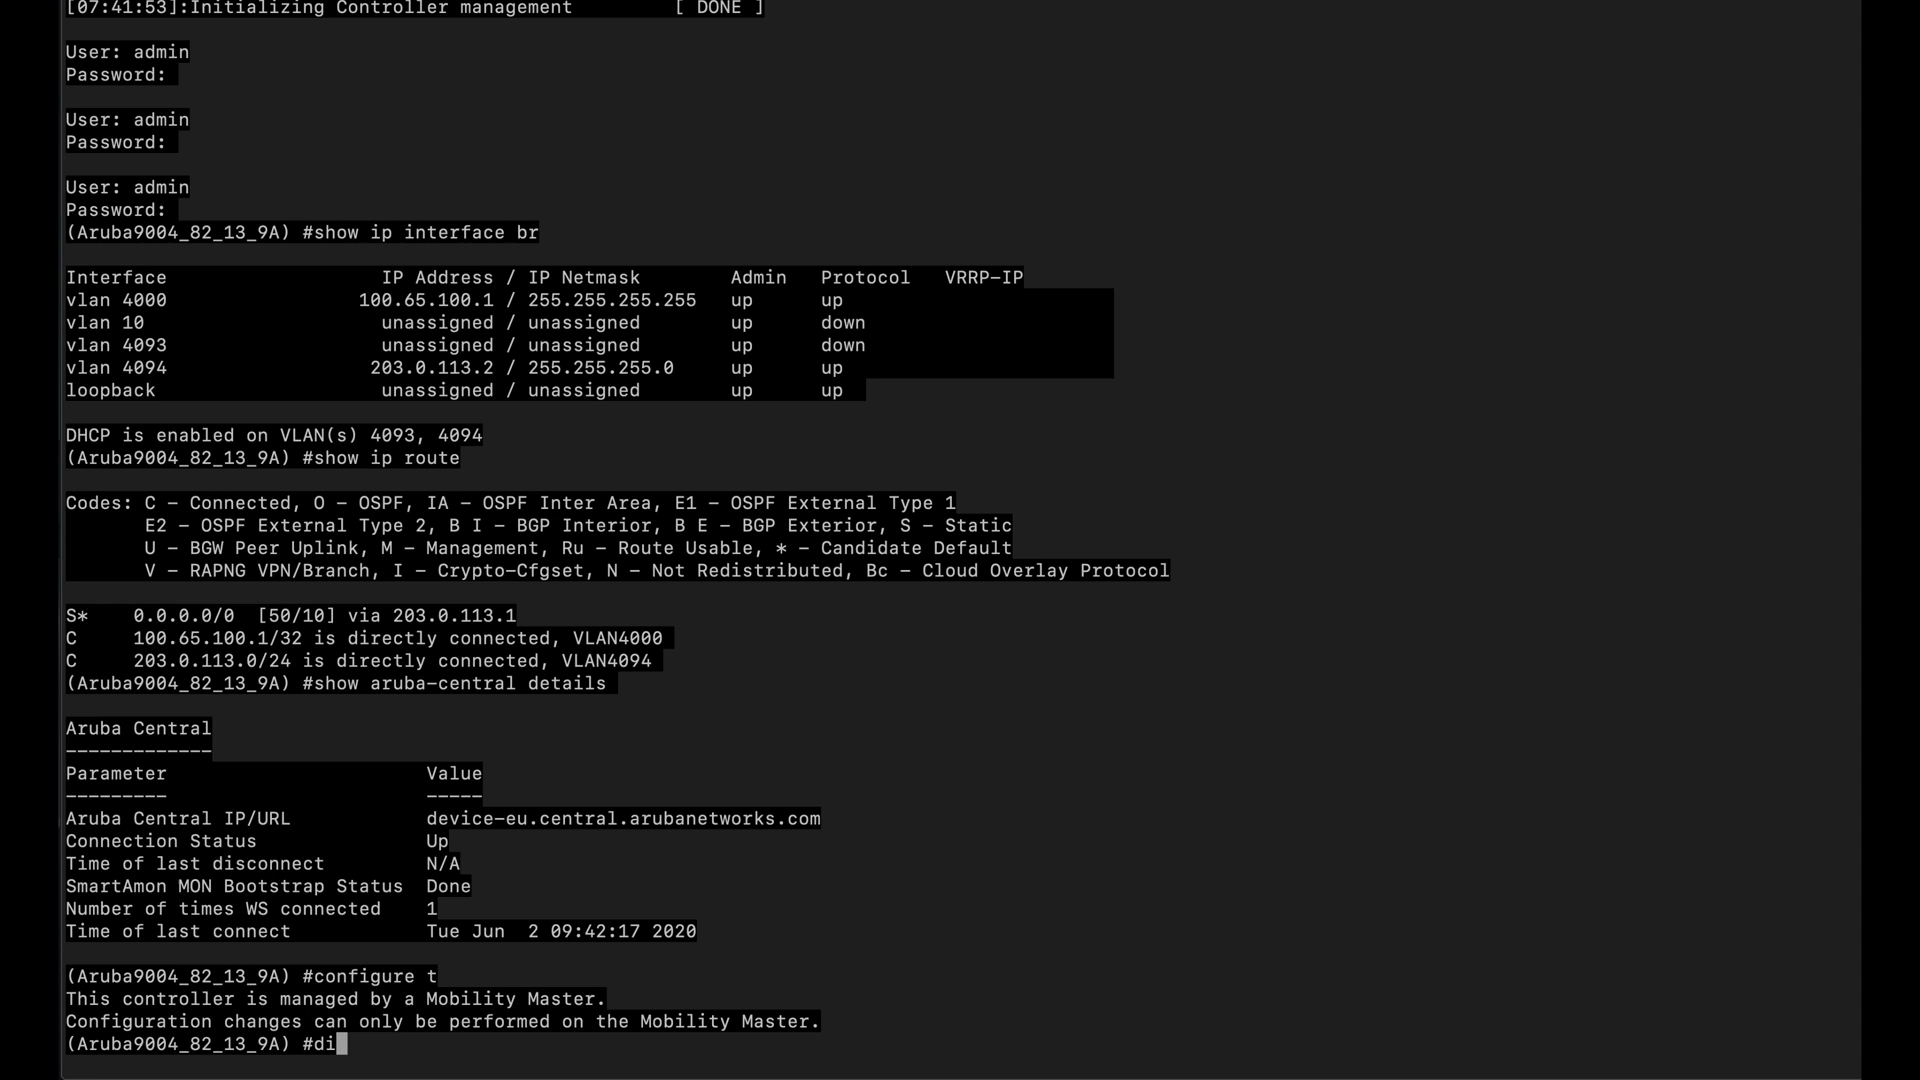 [07:41:53]:Initializing Controller management         [ DONE ]
User: admin
Password:
User: admin
Password:
User: admin
Password:
(Aruba9004_82_13_9A) #show ip interface br
Interface                   IP Address / IP Netmask        Admin   Protocol   VRRP-IP
vlan 4000                 100.65.100.1 / 255.255.255.255   up      up
vlan 10                     unassigned / unassigned        up      down
vlan 4093                   unassigned / unassigned        up      down
vlan 4094                  203.0.113.2 / 255.255.255.0     up      up
loopback                    unassigned / unassigned        up      up
DHCP is enabled on VLAN(s) 4093, 4094
(Aruba9004_82_13_9A) #show ip route
Codes: C - Connected, O - OSPF, IA - OSPF Inter Area, E1 - OSPF External Type 1
       E2 - OSPF External Type 2, B I - BGP Interior, B E - BGP Exterior, S - Static
       U - BGW Peer Uplink, M - Management, Ru - Route Usable, * - Candidate Default
       V - RAPNG VPN/Branch, I - Crypto-Cfgset, N - Not Redistributed, Bc - Cloud Overlay Protocol
S*    0.0.0.0/0  [50/10] via 203.0.113.1
C     100.65.100.1/32 is directly connected, VLAN4000
C     203.0.113.0/24 is directly connected, VLAN4094
(Aruba9004_82_13_9A) #show aruba-central details
Aruba Central
-------------
Parameter                       Value
---------                       -----
Aruba Central IP/URL            device-eu.central.arubanetworks.com
Connection Status               Up
Time of last disconnect         N/A
SmartAmon MON Bootstrap Status  Done
Number of times WS connected    1
Time of last connect            Tue Jun  2 09:42:17 2020
(Aruba9004_82_13_9A) #configure t
This controller is managed by a Mobility Master.
Configuration changes can only be performed on the Mobility Master.
(Aruba9004_82_13_9A) #di